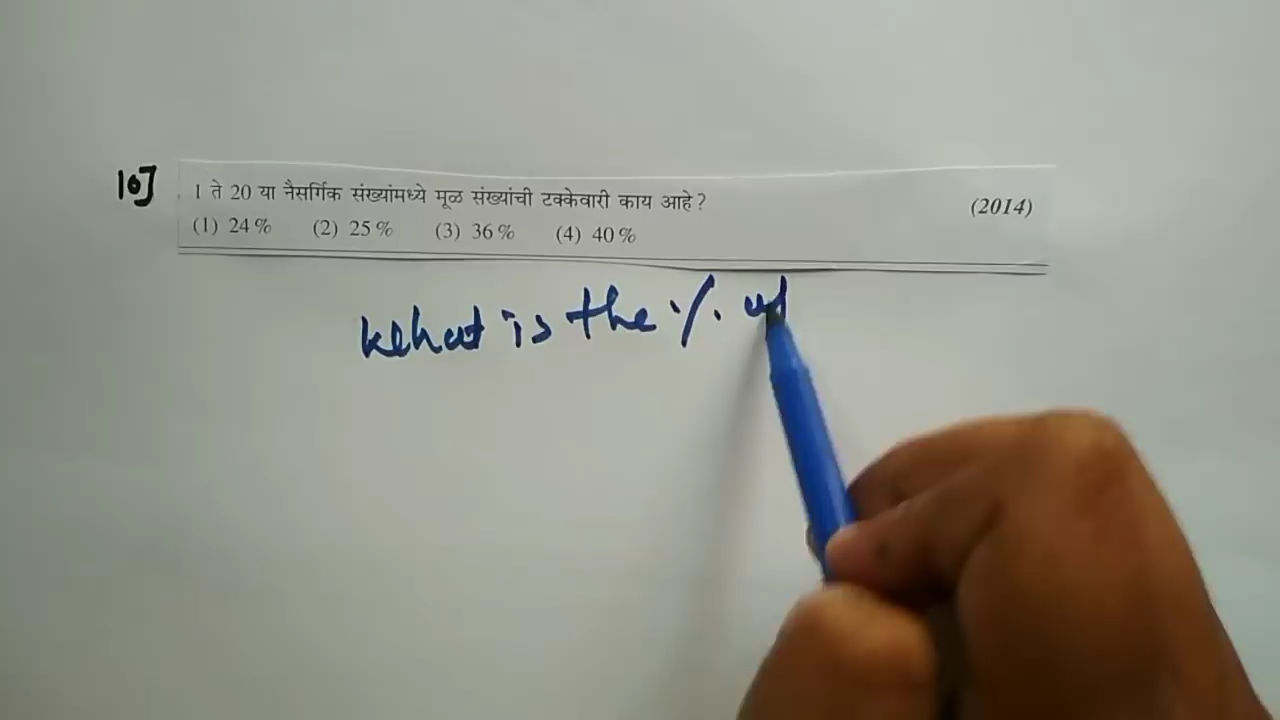 10]
1 ते 20 या नैसर्गिक संख्यांमध्ये मूळ संख्यांची टक्केवारी काय आहे?
(2014)
(1) 24% (2) 25% (3) 36% (4) 40%
What is the % of